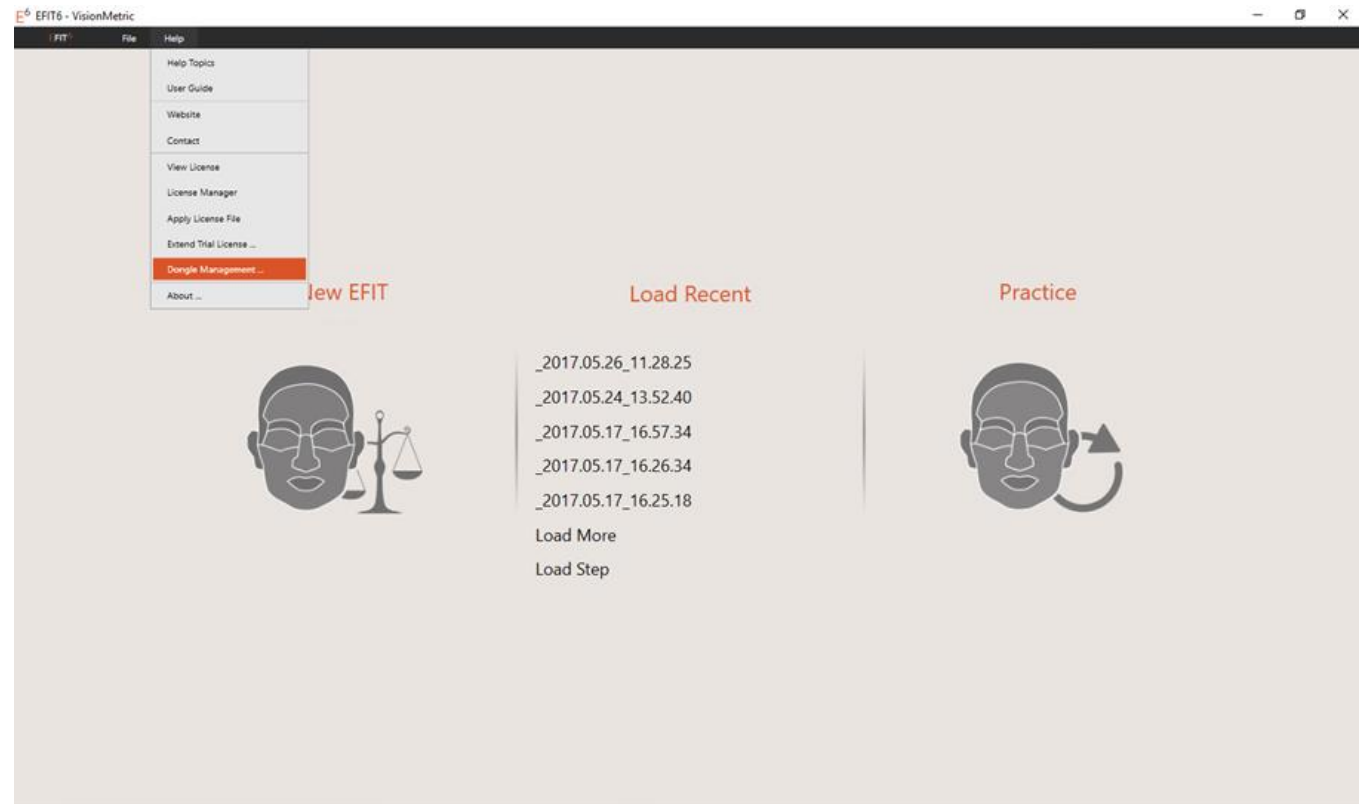 E6 EFIT6 - VisionMetric
EFIT6 File Help
Help Topics
User Guide
Website
Contact
View License
License Manager
Apply License File
Extend Trial License ...
Dongle Management ...
About ...
New EFIT
Load Recent
_2017.05.26_11.28.25
_2017.05.24_13.52.40
_2017.05.17_16.57.34
_2017.05.17_16.26.34
_2017.05.17_16.25.18
Load More
Load Step
Practice